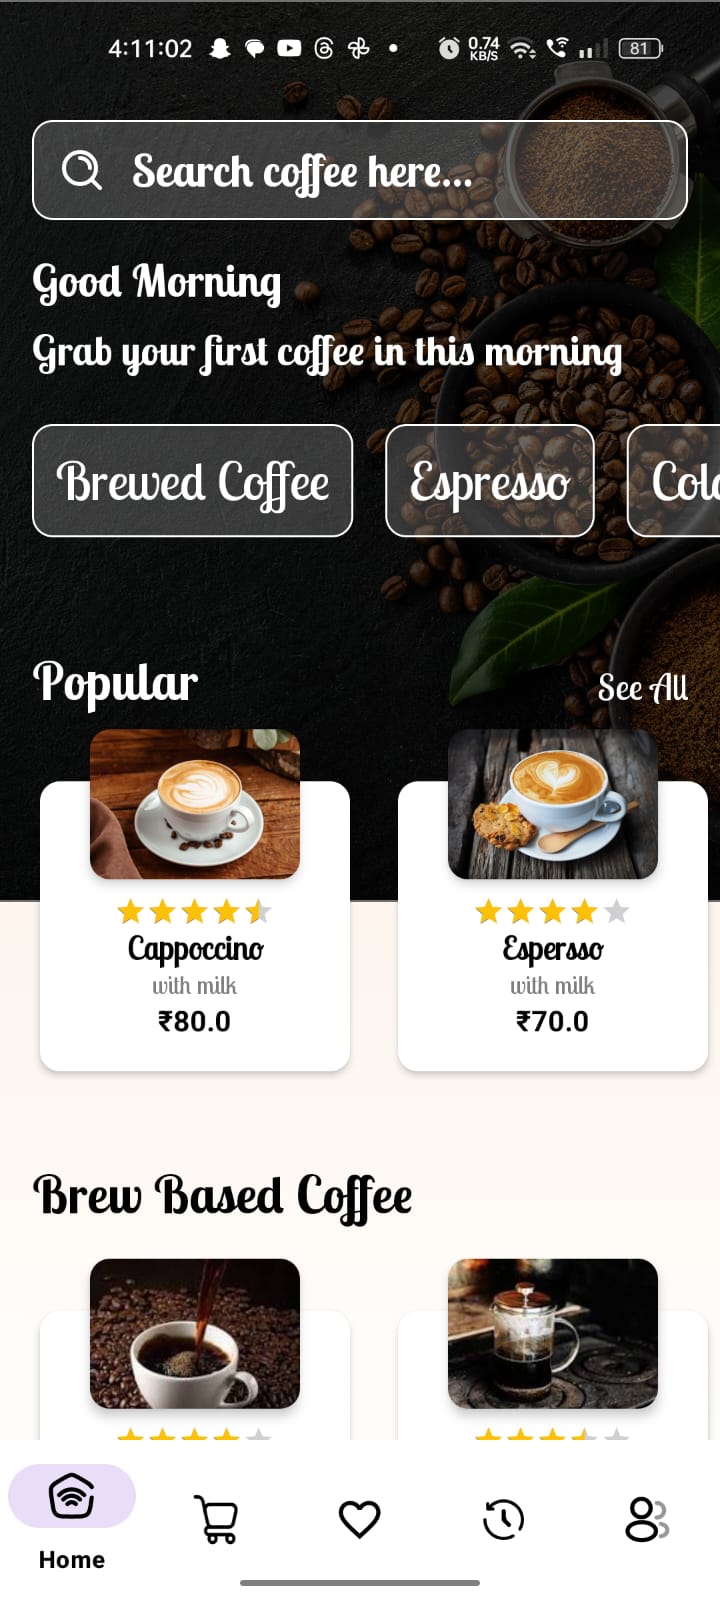 4:11:02 0.74 KB/S 81
Search coffee here...
Good Morning
Grab your first coffee in this morning
Brewed Coffee Espresso Col
Popular See All
Cappoccino Espersso
with milk with milk
₹80.0 ₹70.0
Brew Based Coffee
Home